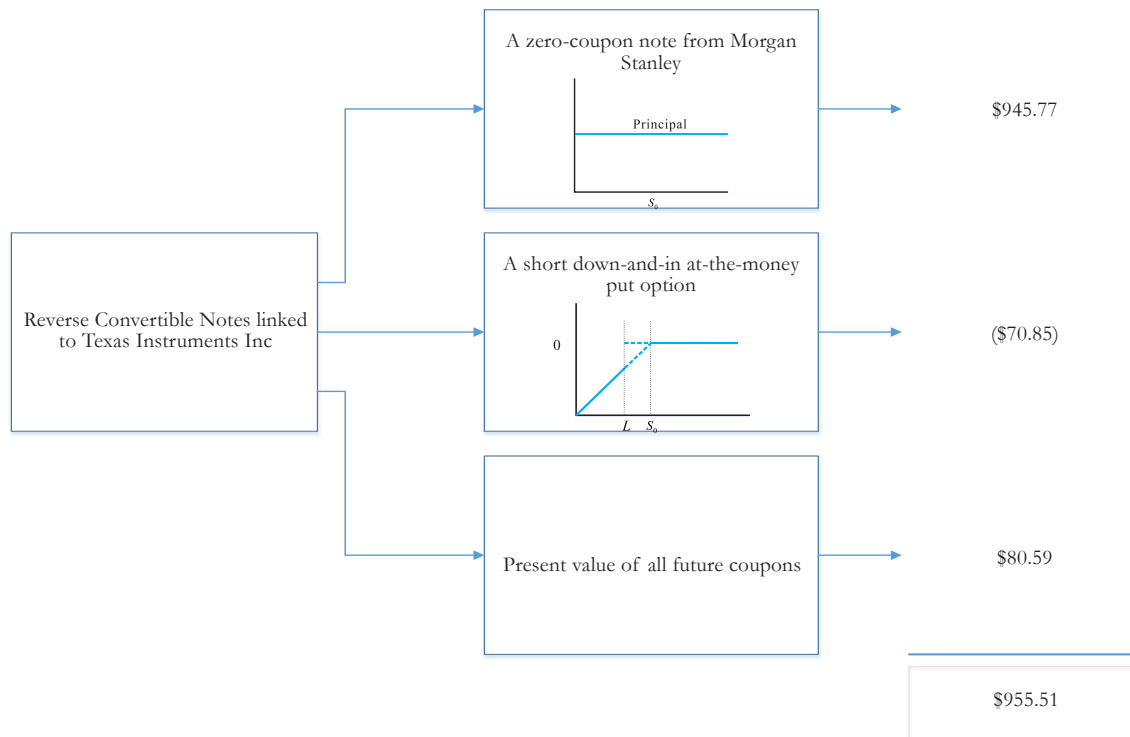 A zero-coupon note from Morgan
Stanley
Principal
S₀
$945.77
Reverse Convertible Notes linked
to Texas Instruments Inc
A short down-and-in at-the-money
put option
0
L S₀
($70.85)
Present value of all future coupons
$80.59
$955.51